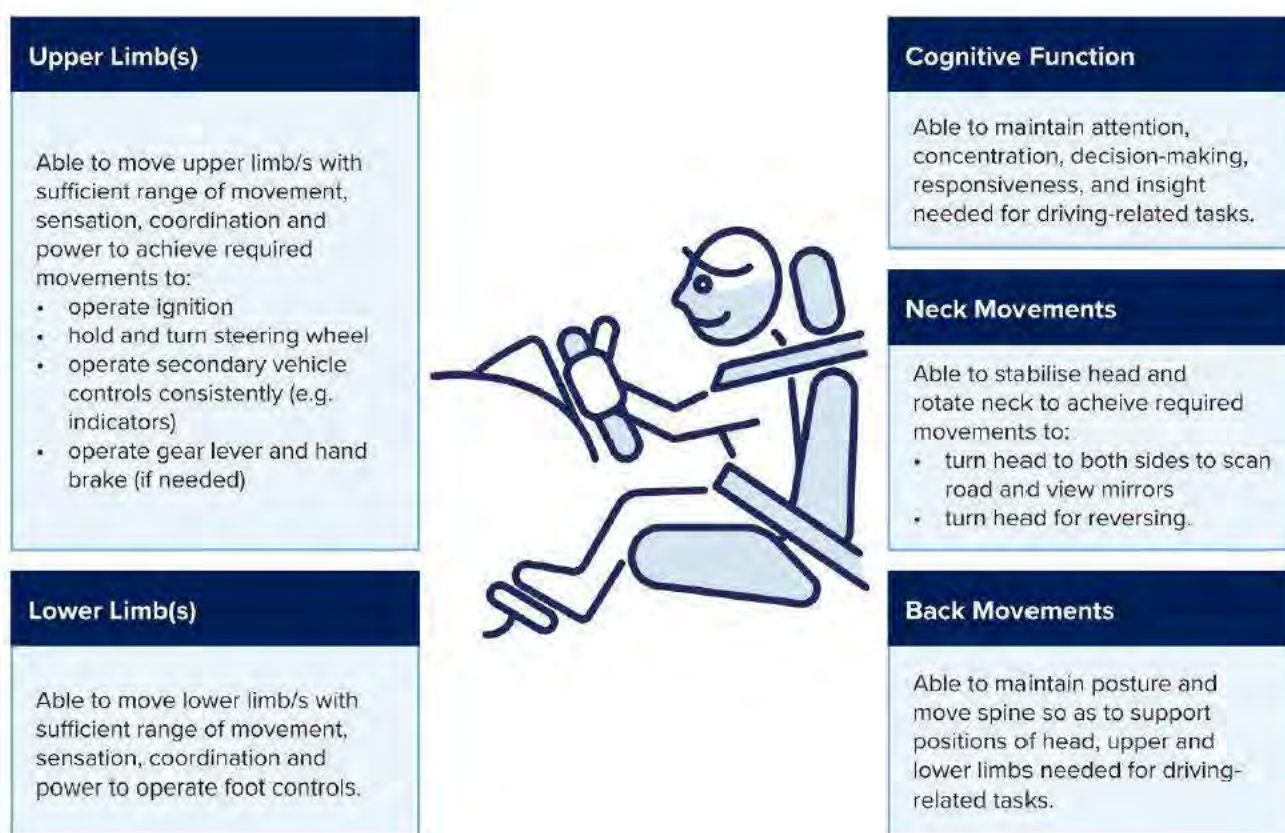 Upper Limb(s)
Able to move upper limb/s with
sufficient range of movement,
sensation, coordination and
power to achieve required
movements to:
• operate ignition
• hold and turn steering wheel
• operate secondary vehicle
controls consistently (e.g.
indicators)
• operate gear lever and hand
brake (if needed)
Lower Limb(s)
Able to move lower limb/s with
sufficient range of movement,
sensation, coordination and
power to operate foot controls.
Cognitive Function
Able to maintain attention,
concentration, decision-making,
responsiveness, and insight
needed for driving-related tasks.
Neck Movements
Able to stabilise head and
rotate neck to acheive required
movements to:
• turn head to both sides to scan
road and view mirrors
• turn head for reversing.
Back Movements
Able to maintain posture and
move spine so as to support
positions of head, upper and
lower limbs needed for driving-
related tasks.